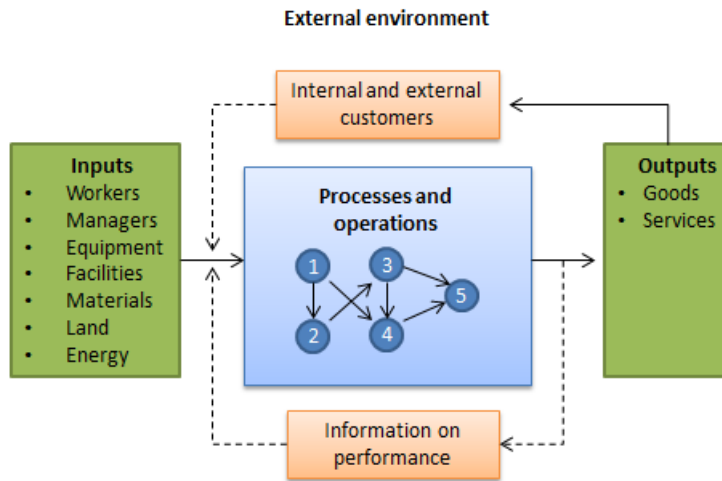 External environment
Internal and external
customers
Inputs
• Workers
• Managers
• Equipment
• Facilities
• Materials
• Land
• Energy
Processes and
operations
1
3
5
2
4
Outputs
• Goods
• Services
Information on
performance